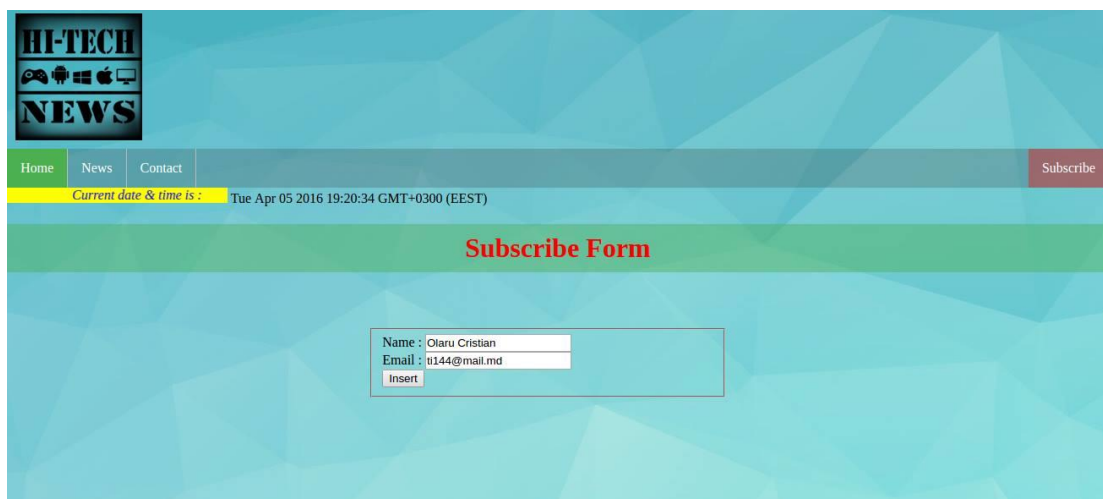 HI-TECH
NEWS
Home News Contact Subscribe
Current date & time is : Tue Apr 05 2016 19:20:34 GMT+0300 (EEST)
Subscribe Form
Name : Olaru Cristian
Email : ti144@mail.md
Insert